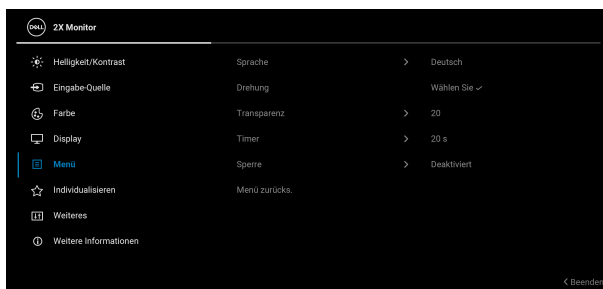 DELL 2X Monitor
Helligkeit/Kontrast Sprache > Deutsch
Eingabe-Quelle Drehung Wählen Sie ✓
Farbe Transparenz > 20
Display Timer > 20 s
Menü Sperre > Deaktiviert
Individualisieren Menü zurücks.
Weiteres
Weitere Informationen
< Beenden